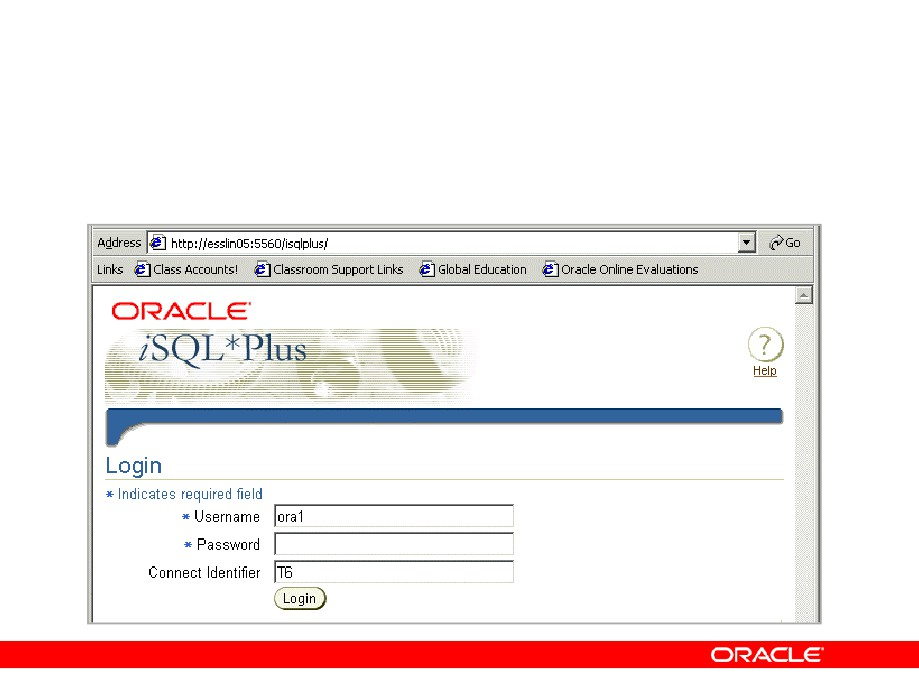 Address http://esslin05:5560/isqlplus/ Go
Links Class Accounts! Classroom Support Links Global Education Oracle Online Evaluations
ORACLE
iSQL*Plus
?
Help
Login
* Indicates required field
* Username ora1
* Password
Connect Identifier T6
Login
ORACLE